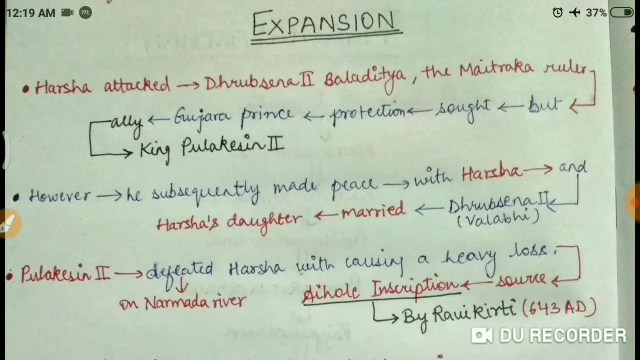 12:19 AM
37%
EXPANSION
• Harsha attacked → Dhrubsena II Baladitya, the Maitraka ruler
ally ← Gurjara prince ← protection ← sought ← but ←
→ King Pulakesin II
• However → he subsequently made peace → with Harsha → and
Harsha's daughter ← married ← Dhrubsena II ←
(Valabhi)
• Pulakesin II → defeated Harsha with causing a heavy loss.
↓ on Narmada river
Aihole Inscription ← source ←
→ By Ravikirti (643 AD)
DU RECORDER